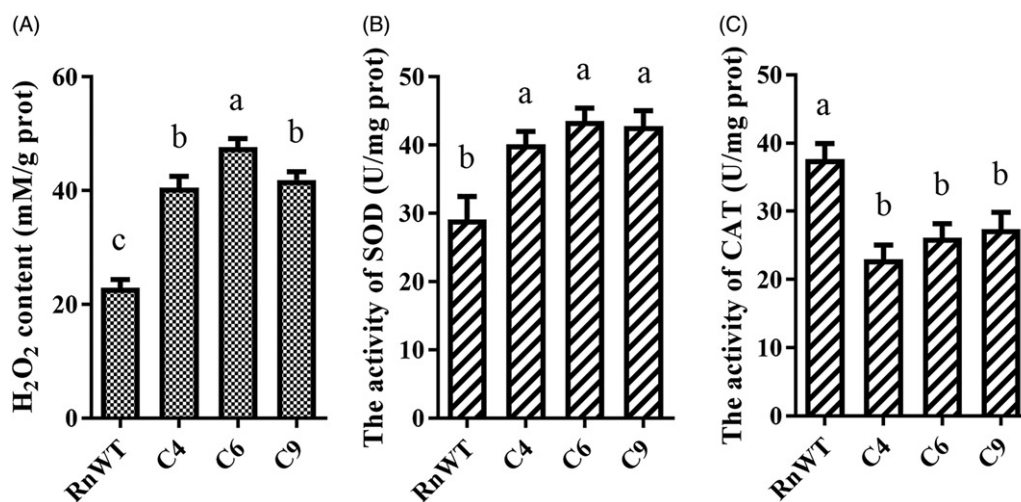 (A)
H₂O₂ content (mM/g prot)
60
40
20
0
c
b
a
b
RnWT
C4
C6
C9
(B)
The activity of SOD (U/mg prot)
50
40
30
20
10
0
b
a
a
a
RnWT
C4
C6
C9
(C)
The activity of CAT (U/mg prot)
50
40
30
20
10
0
a
b
b
b
RnWT
C4
C6
C9